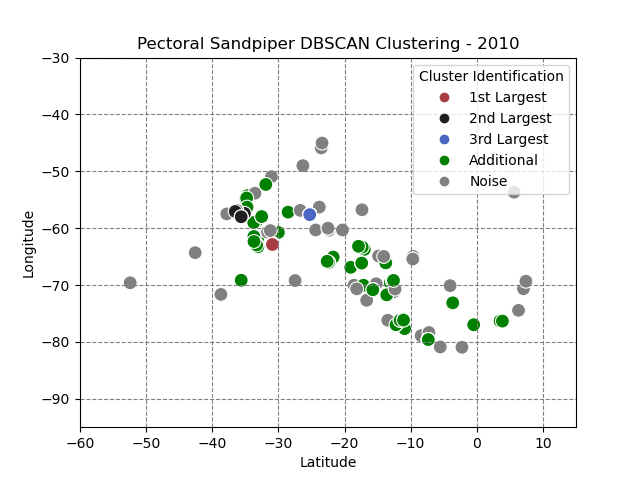 Pectoral Sandpiper DBSCAN Clustering - 2010
Cluster Identification
1st Largest
2nd Largest
3rd Largest
Additional
Noise
−30
−40
−50
−60
−70
−80
−90
Longitude
−60 −50 −40 −30 −20 −10 0 10
Latitude